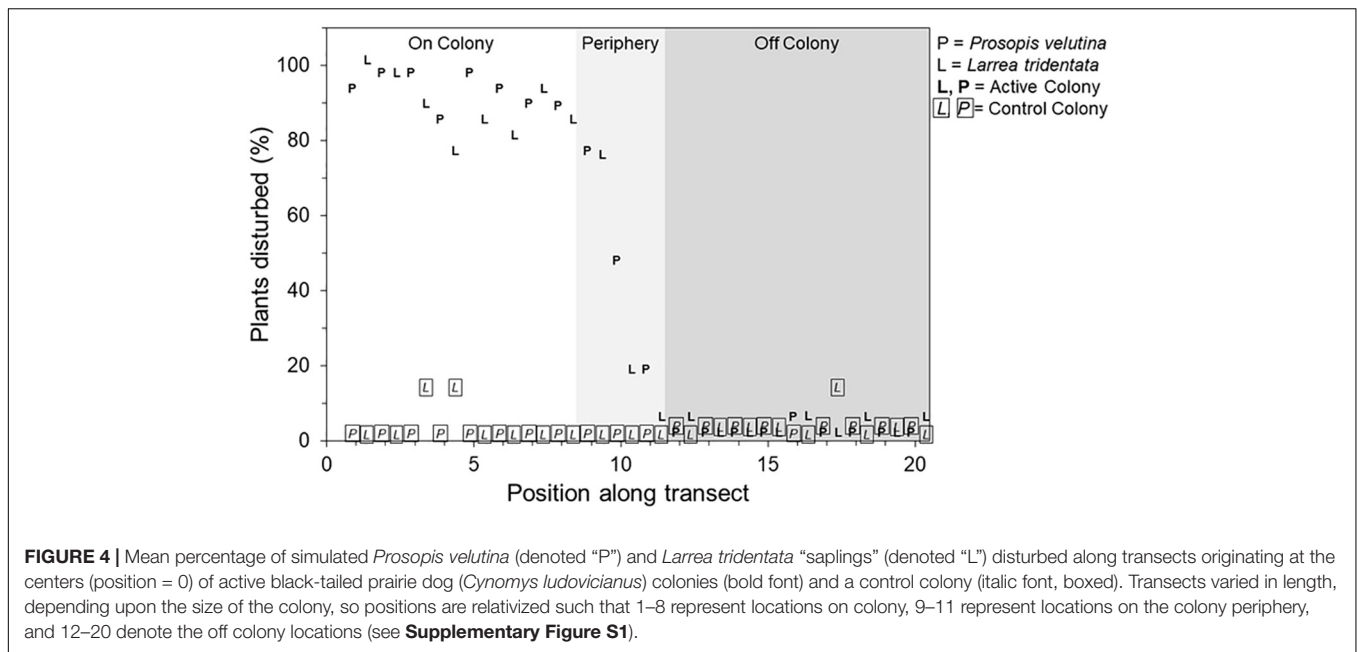 On Colony Periphery Off Colony
P = Prosopis velutina
L = Larrea tridentata
L, P = Active Colony
L P = Control Colony
Plants disturbed (%)
100
80
60
40
20
0
0 5 10 15 20
Position along transect
FIGURE 4 | Mean percentage of simulated Prosopis velutina (denoted “P”) and Larrea tridentata “saplings” (denoted “L”) disturbed along transects originating at the
centers (position = 0) of active black-tailed prairie dog (Cynomys ludovicianus) colonies (bold font) and a control colony (italic font, boxed). Transects varied in length,
depending upon the size of the colony, so positions are relativized such that 1–8 represent locations on colony, 9–11 represent locations on the colony periphery,
and 12–20 denote the off colony locations (see Supplementary Figure S1).